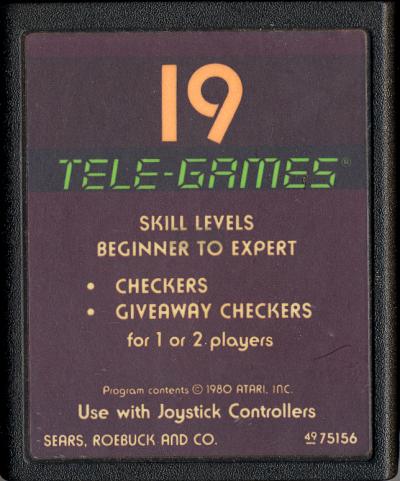 19
TELE-GAMES®
SKILL LEVELS
BEGINNER TO EXPERT
• CHECKERS
• GIVEAWAY CHECKERS
for 1 or 2 players
Program contents © 1980 ATARI, INC.
Use with Joystick Controllers
SEARS, ROEBUCK AND CO. 49 75156